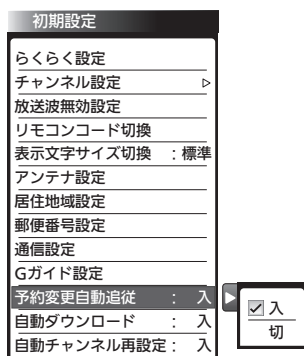 初期設定
らくらく設定
チャンネル設定 ▷
放送波無効設定
リモコンコード切換
表示文字サイズ切換 :標準
アンテナ設定
居住地域設定
郵便番号設定
通信設定
Gガイド設定
予約変更自動追従 : 入
自動ダウンロード : 入
自動チャンネル再設定: 入
入
切